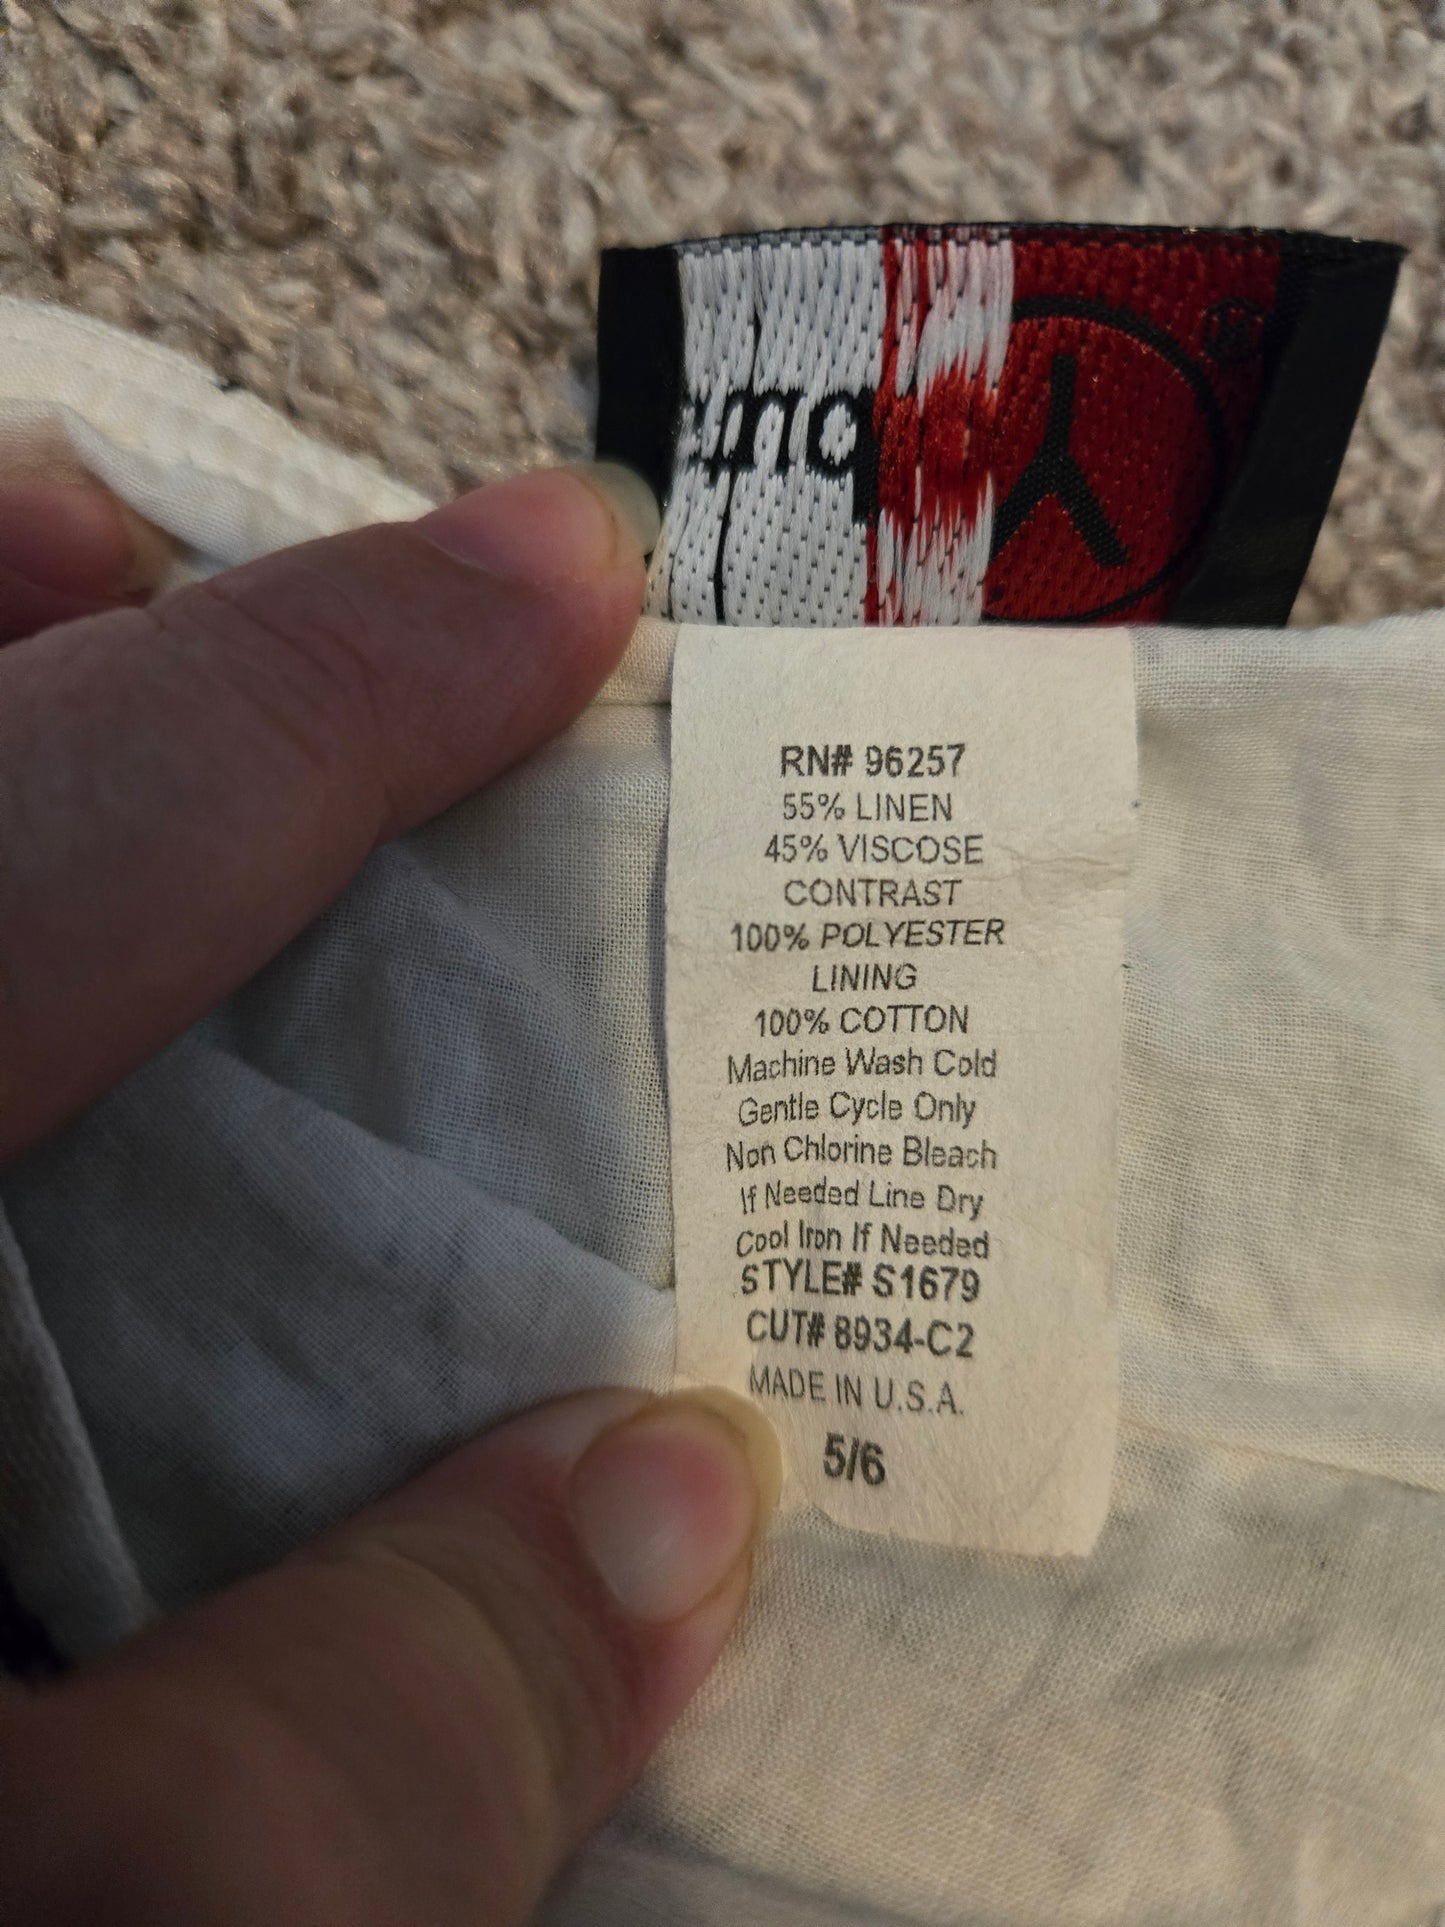 RN# 96257
55% LINEN
45% VISCOSE
CONTRAST
100% POLYESTER
LINING
100% COTTON
Machine Wash Cold
Gentle Cycle Only
Non Chlorine Bleach
If Needed Line Dry
Cool Iron If Needed
STYLE# S1679
CUT# 8934-C2
MADE IN U.S.A.
5/6